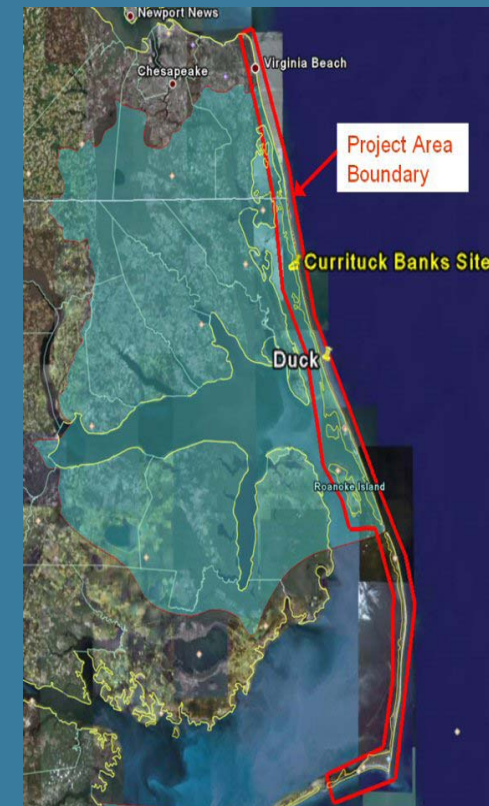 Newport News
Virginia Beach
Chesapeake
Project Area
Boundary
Currituck Banks Site
Duck
Roanoke Island